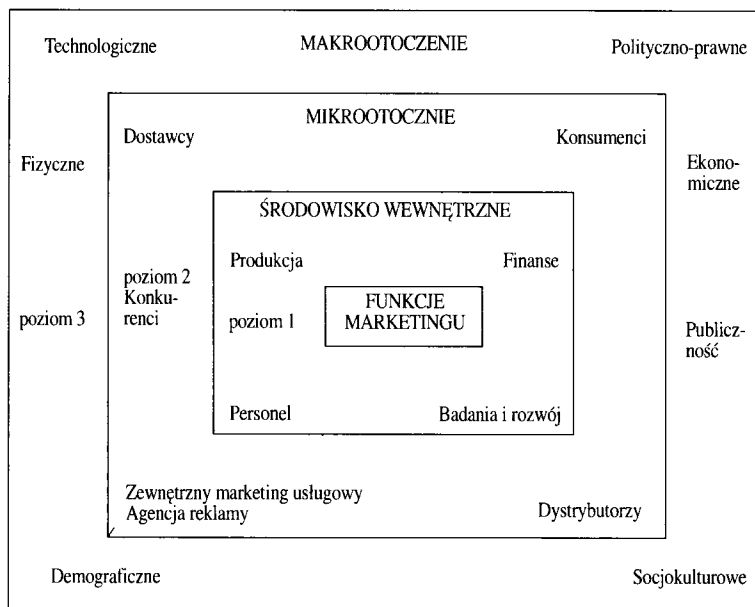 Technologiczne
MAKROOTOCZENIE
Polityczno-prawne
MIKROOTOCZNIE
Dostawcy
Konsumenci
Fizyczne
Ekono-
miczne
ŚRODOWISKO WEWNĘTRZNE
Produkcja
Finanse
poziom 2
Konku-
renci
poziom 3
poziom 1
FUNKCJE
MARKETINGU
Publicz-
ność
Personel
Badania i rozwój
Zewnętrzny marketing usługowy
Agencja reklamy
Dystrybutorzy
Demograficzne
Socjokulturowe